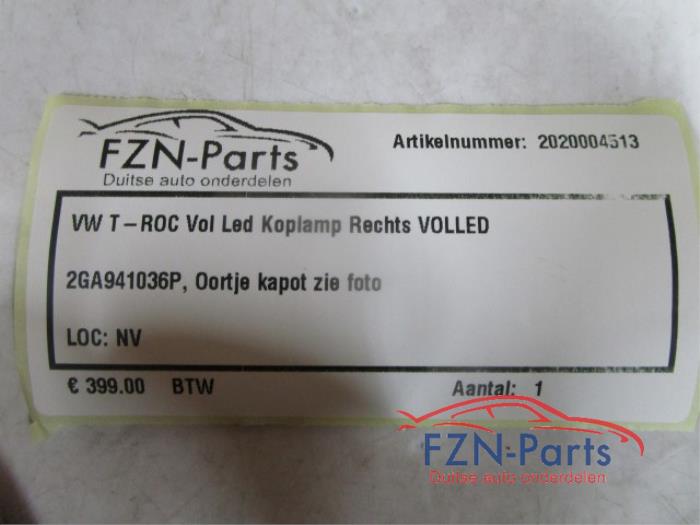 FZN-Parts
Duitse auto onderdelen
Artikelnummer: 2020004513
VW T-ROC Vol Led Koplamp Rechts VOLLED
2GA941036P, Oortje kapot zie foto
LOC: NV
€ 399.00 BTW Aantal: 1
FZN-Parts
Duitse auto onderdelen